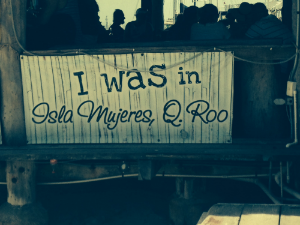 I was in
Isla Mujeres, Q. Roo